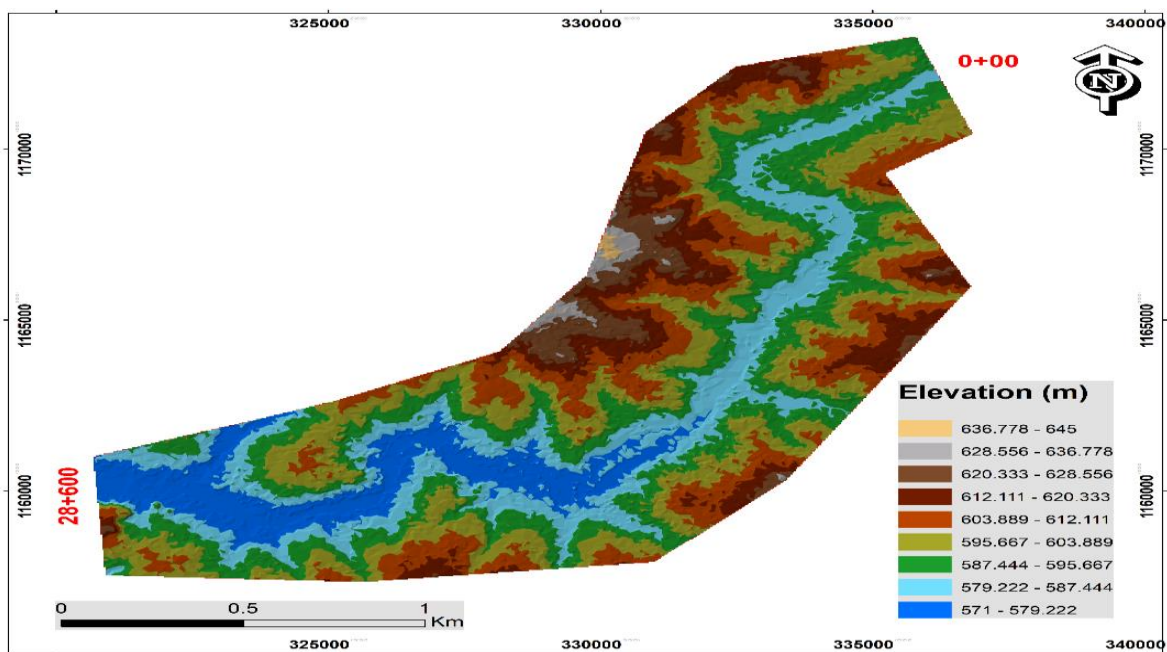 325000 330000 335000 340000
0+00
N
1170000 1170000
1165000 1165000
1160000 1160000
28+600
Elevation (m)
636.778 - 645
628.556 - 636.778
620.333 - 628.556
612.111 - 620.333
603.889 - 612.111
595.667 - 603.889
587.444 - 595.667
579.222 - 587.444
571 - 579.222
0 0.5 1
Km
325000 330000 335000 340000